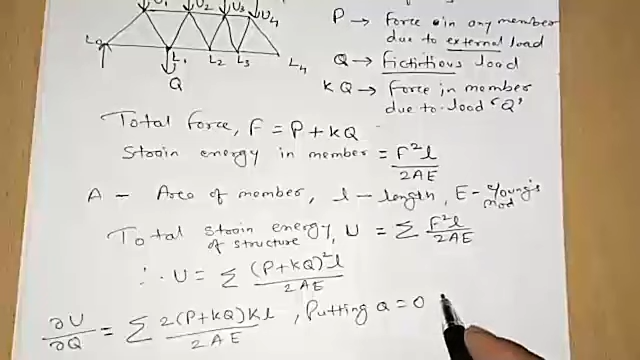 U1 U2 U3 U4
L0 L1 L2 L3 L4
Q
P → Force in any member
due to external load
Q → Fictitious load
KQ → Force in member
due to load 'Q'
Total force, F = P + kQ
Strain energy in member = F²l / 2AE
A – Area of member, l – length, E – Young's mod
Total strain energy of structure, U = Σ F²l / 2AE
∴ U = Σ (P+kQ)²l / 2AE
∂U/∂Q = Σ 2(P+kQ)Kl / 2AE , Putting Q = 0